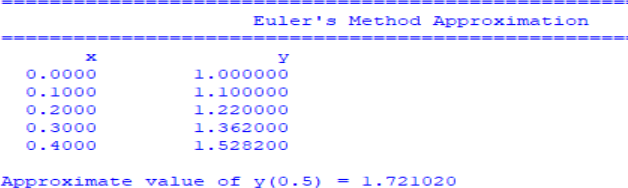 Euler's Method Approximation
x y
0.0000 1.000000
0.1000 1.100000
0.2000 1.220000
0.3000 1.362000
0.4000 1.528200
Approximate value of y(0.5) = 1.721020